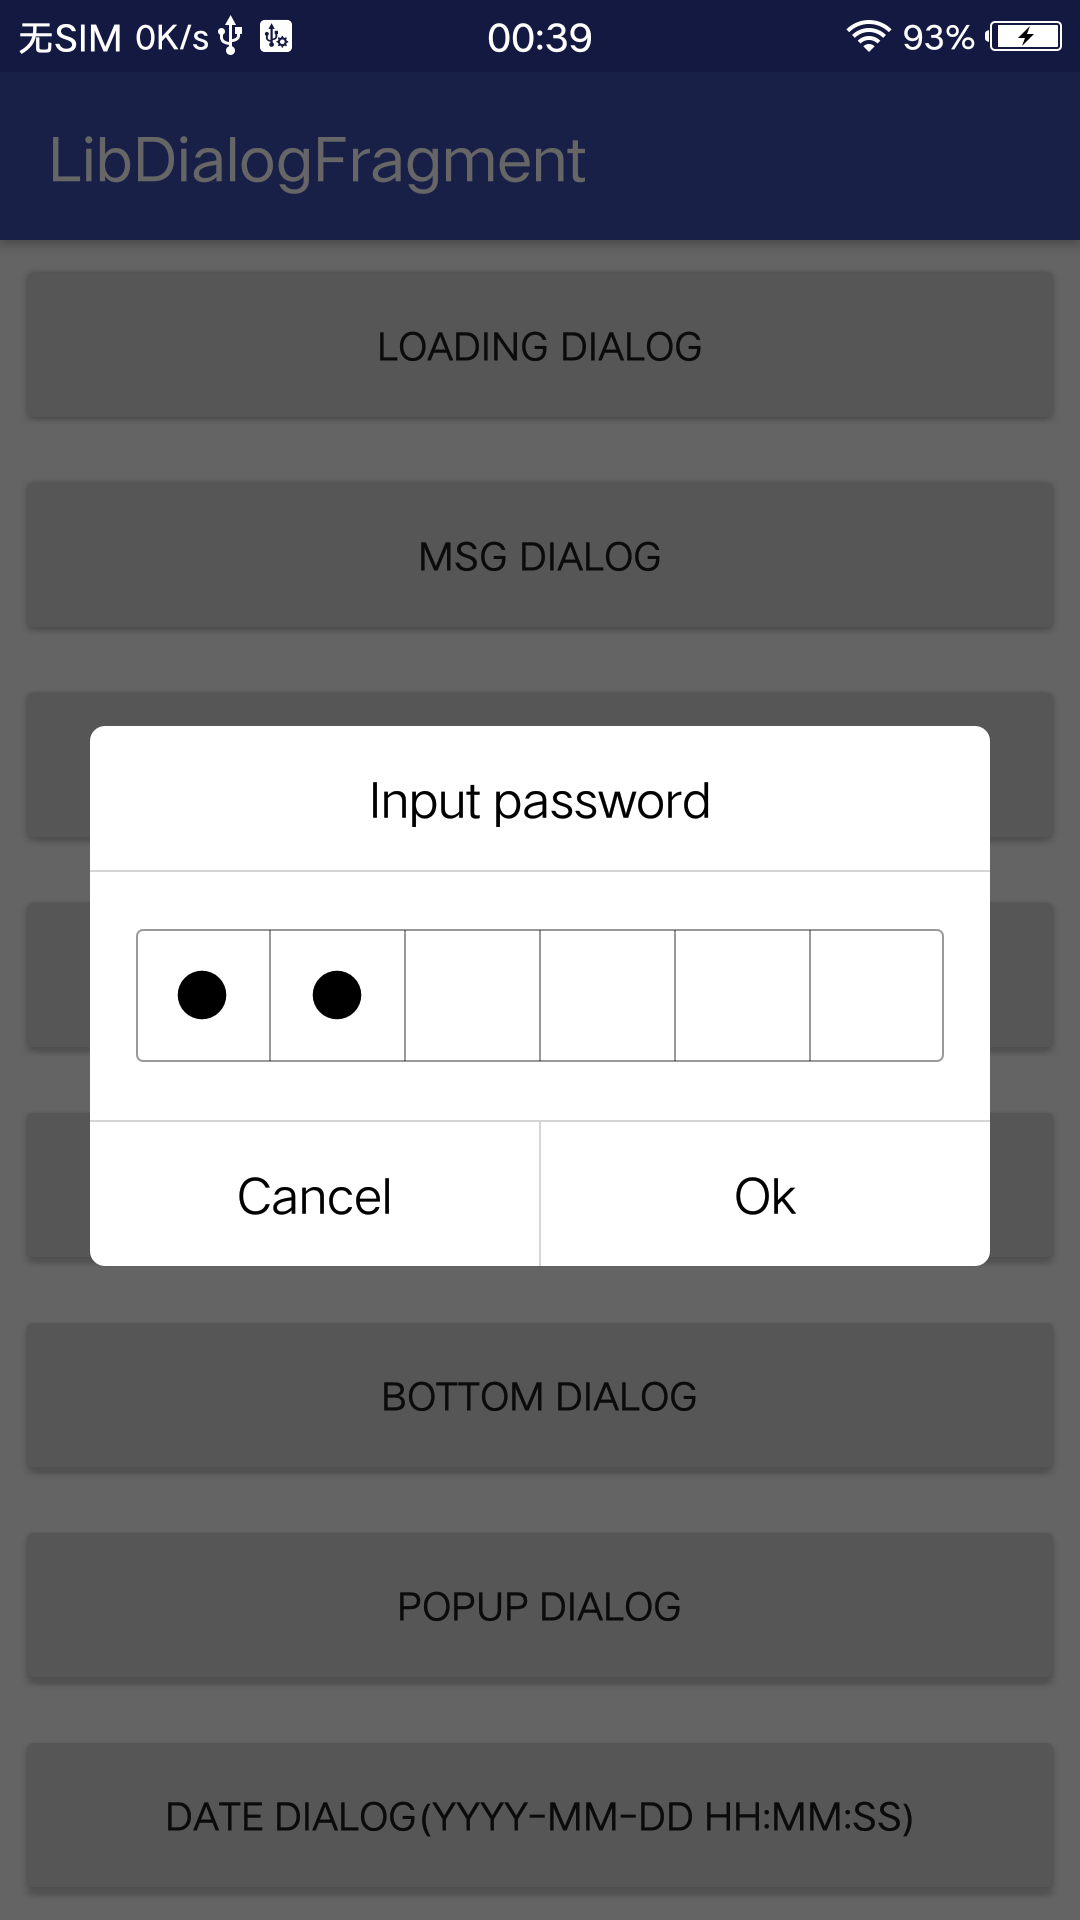 无SIM 0K/s 00:39 93%
LibDialogFragment
LOADING DIALOG
MSG DIALOG
Input password
Cancel Ok
BOTTOM DIALOG
POPUP DIALOG
DATE DIALOG(YYYY-MM-DD HH:MM:SS)